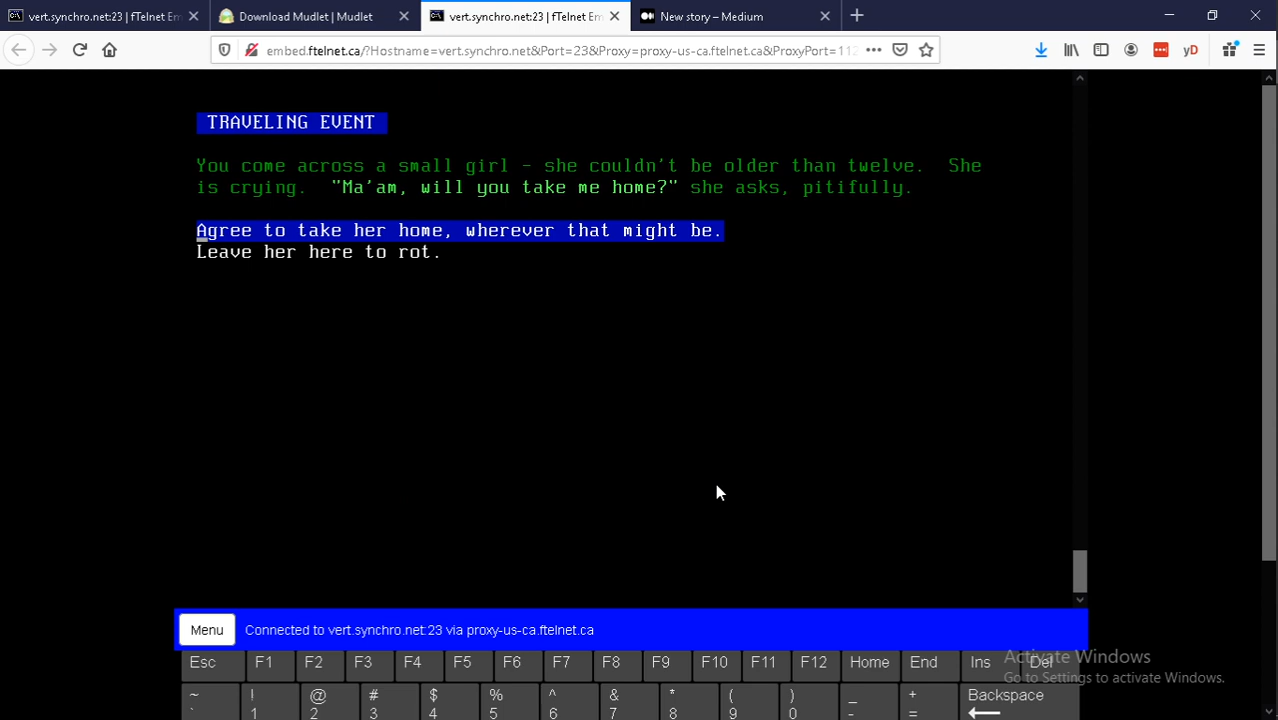 vert.synchro.net:23 | fTelnet Em
Download Mudlet | Mudlet
vert.synchro.net:23 | fTelnet Em
New story – Medium
embed.ftelnet.ca/?Hostname=vert.synchro.net&Port=23&Proxy=proxy-us-ca.ftelnet.ca&ProxyPort=112
yD
TRAVELING EVENT
You come across a small girl - she couldn't be older than twelve. She
is crying. "Ma'am, will you take me home?" she asks, pitifully.
Agree to take her home, wherever that might be.
Leave her here to rot.
Menu Connected to vert.synchro.net:23 via proxy-us-ca.ftelnet.ca
Activate Windows
Go to Settings to activate Windows.
Esc F1 F2 F3 F4 F5 F6 F7 F8 F9 F10 F11 F12 Home End Ins Del
~ ! @ # $ % ^ & * ( ) _ + Backspace
` 1 2 3 4 5 6 7 8 9 0 - =